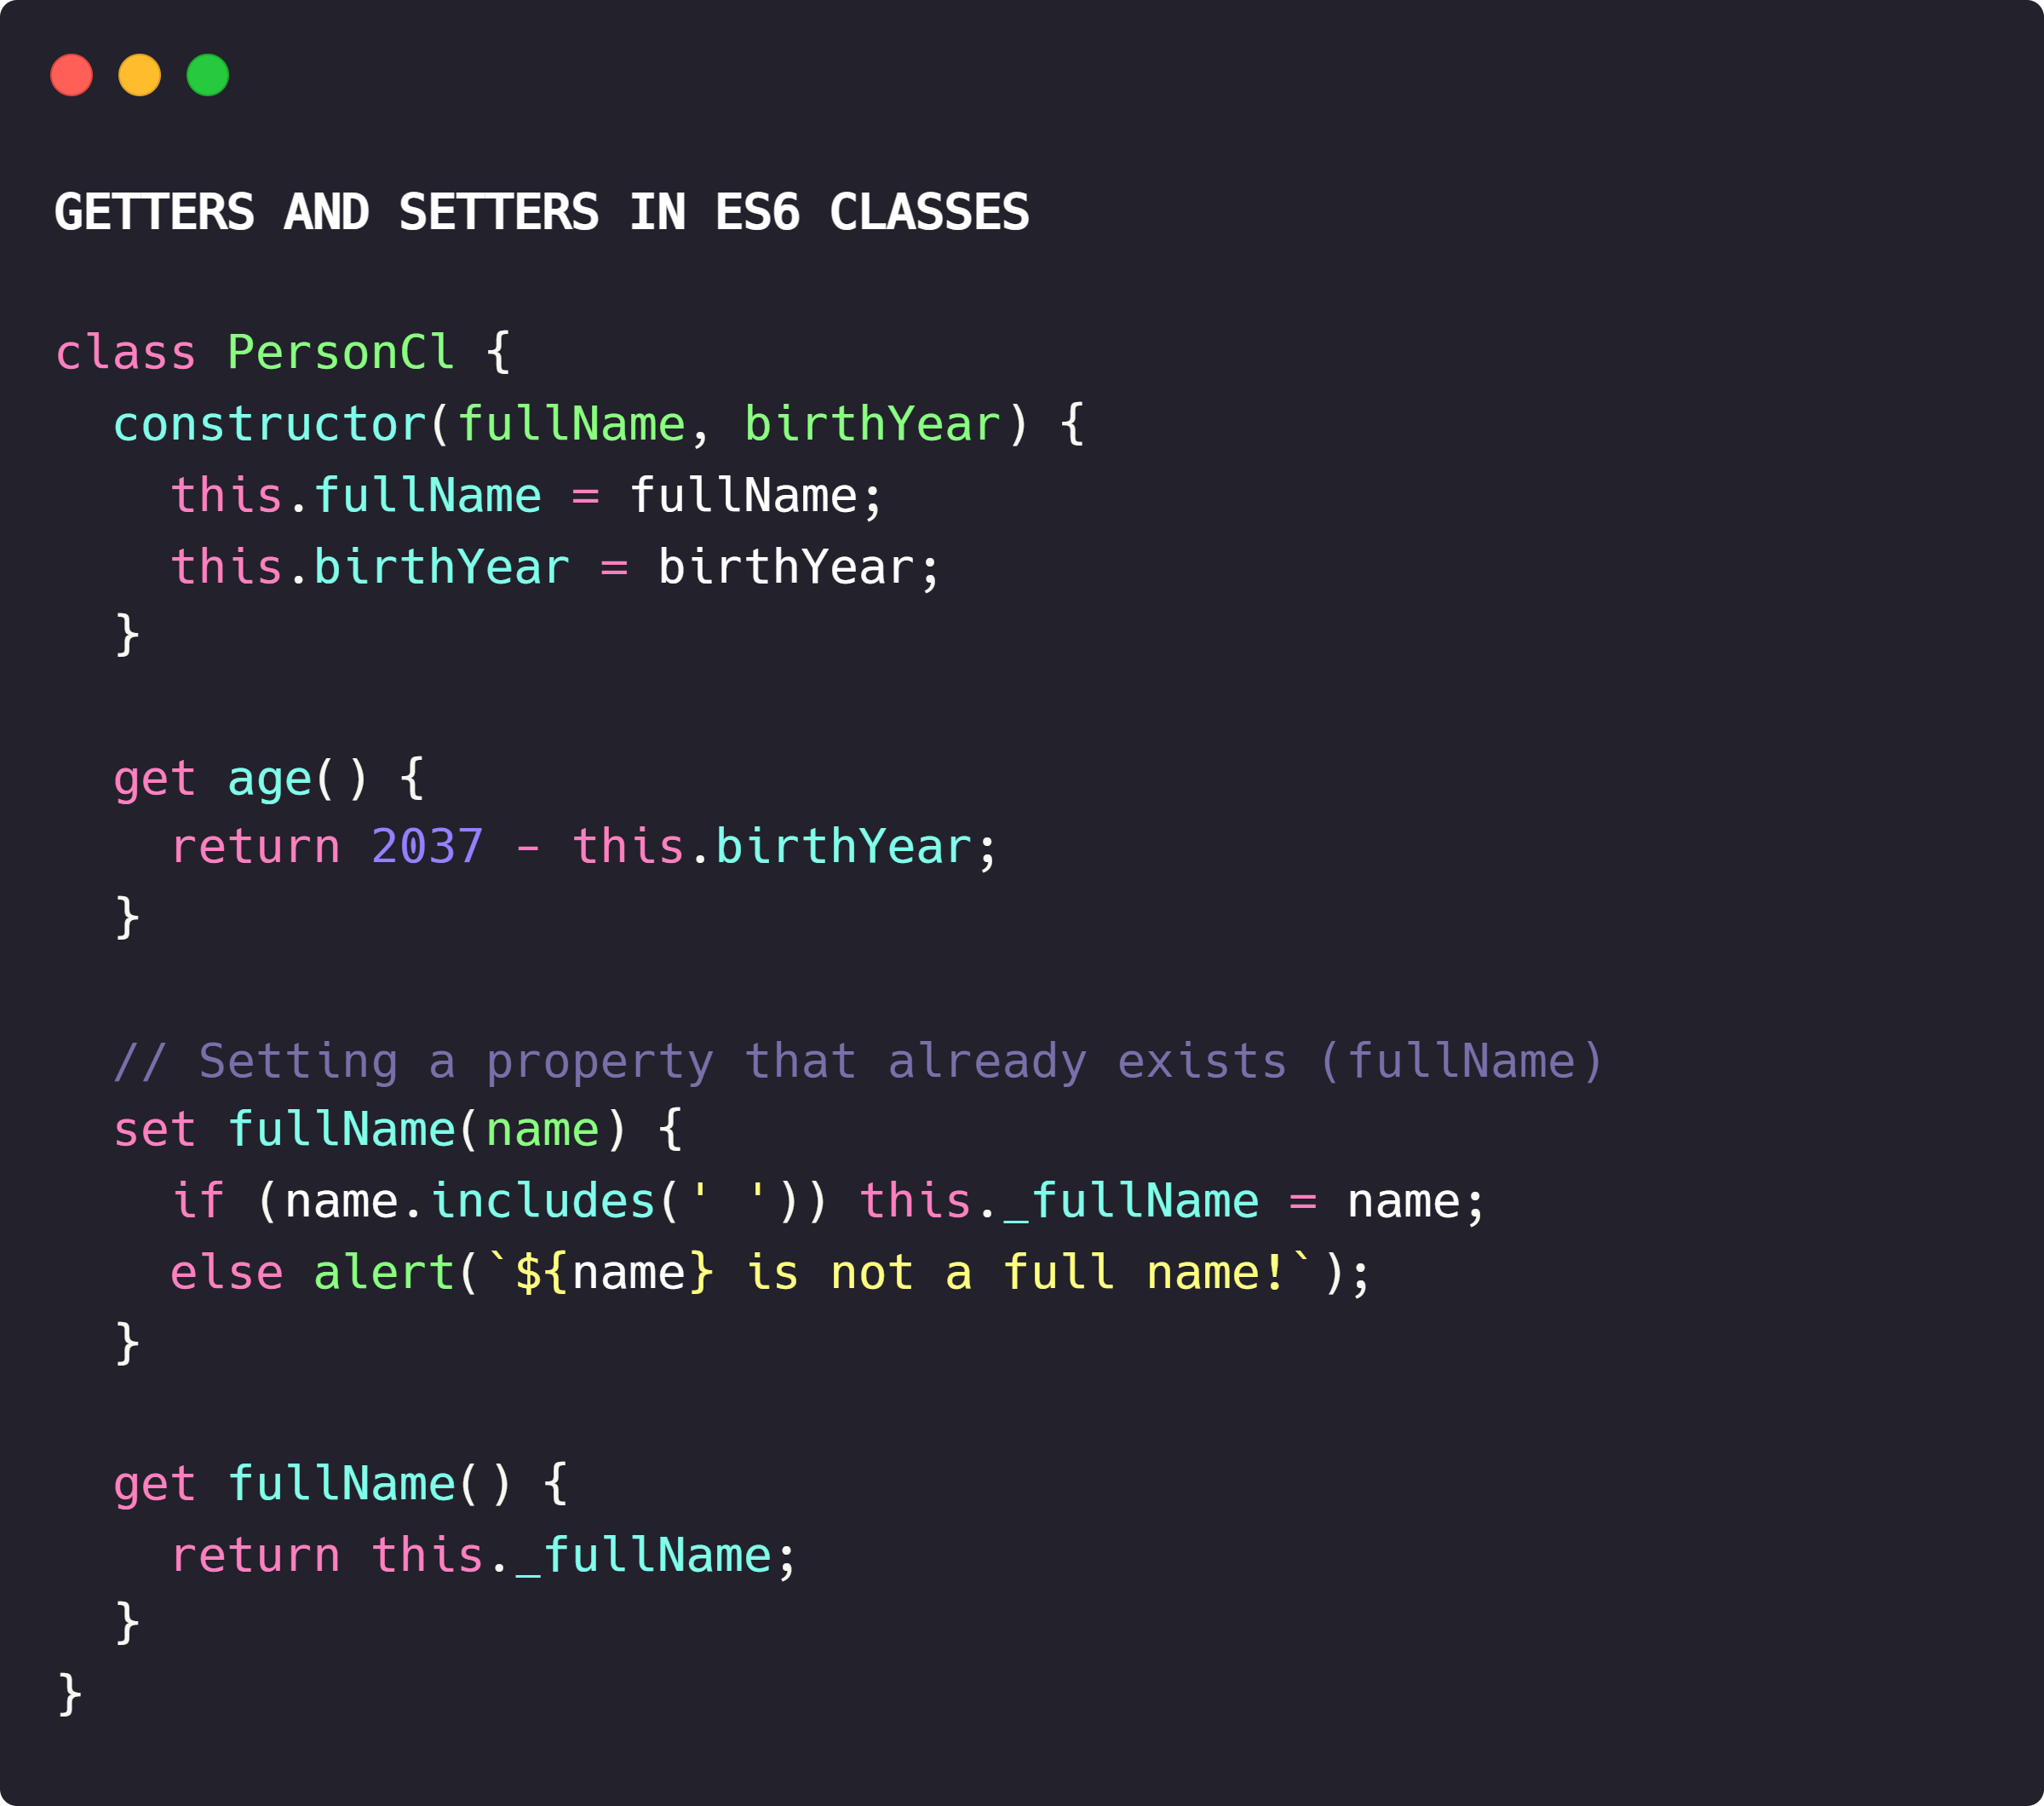 GETTERS AND SETTERS IN ES6 CLASSES
class PersonCl {
  constructor(fullName, birthYear) {
    this.fullName = fullName;
    this.birthYear = birthYear;
  }
  get age() {
    return 2037 - this.birthYear;
  }
  // Setting a property that already exists (fullName)
  set fullName(name) {
    if (name.includes(' ')) this._fullName = name;
    else alert(`${name} is not a full name!`);
  }
  get fullName() {
    return this._fullName;
  }
}